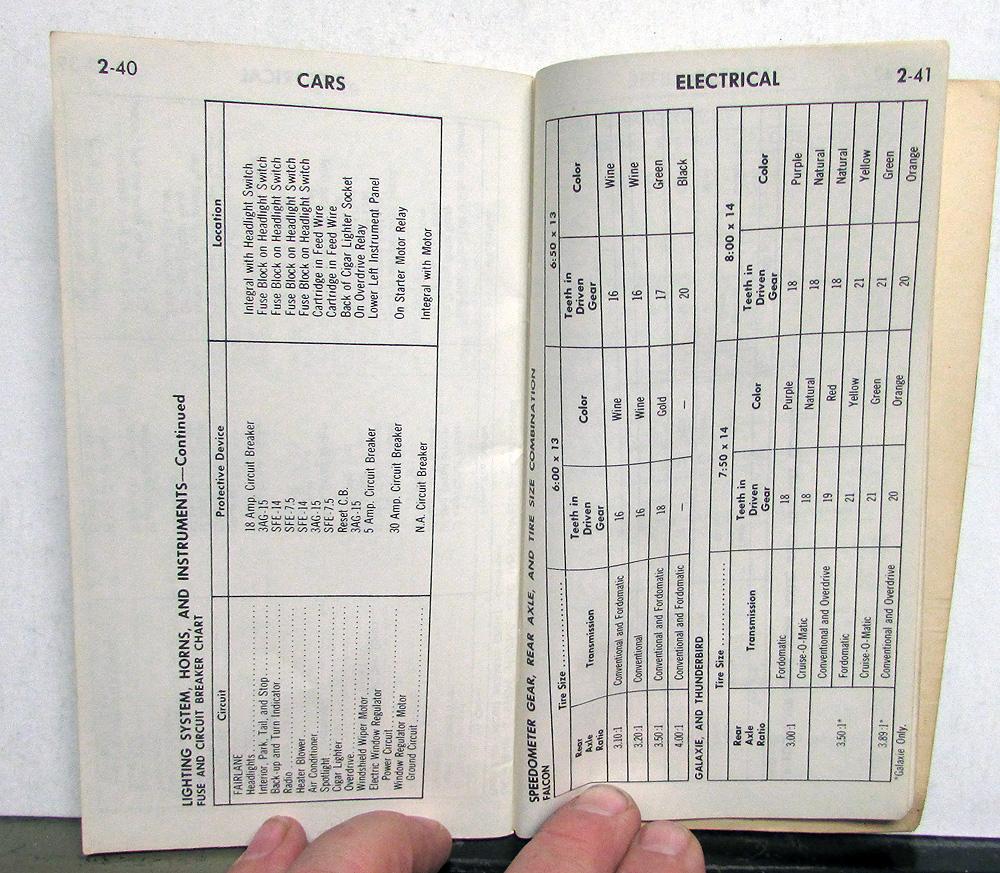 2-40
CARS
LIGHTING SYSTEM, HORNS, AND INSTRUMENTS—Continued
FUSE AND CIRCUIT BREAKER CHART
Circuit Protective Device Location
FAIRLANE
Headlights 18 Amp. Circuit Breaker Integral with Headlight Switch
Interior, Park, Tail, and Stop 3AG-15 Fuse Block on Headlight Switch
Back-up and Turn Indicator SFE-14 Fuse Block on Headlight Switch
Radio SFE-7.5 Fuse Block on Headlight Switch
Heater Blower SFE-14 Fuse Block on Headlight Switch
Air Conditioner 3AG-15 Cartridge in Feed Wire
Spotlight SFE-7.5 Cartridge in Feed Wire
Cigar Lighter Reset C.B. Back of Cigar Lighter Socket
Overdrive 3AG-15 On Overdrive Relay
Windshield Wiper Motor 5 Amp. Circuit Breaker Lower Left Instrument Panel
Electric Window Regulator
Power Circuit 30 Amp. Circuit Breaker On Starter Motor Relay
Window Regulator Motor
Ground Circuit N.A. Circuit Breaker Integral with Motor
ELECTRICAL
2-41
SPEEDOMETER GEAR, REAR AXLE, AND TIRE SIZE COMBINATION
FALCON
Tire Size 6:00 x 13 6:50 x 13
Rear Axle Ratio Transmission Teeth in Driven Gear Color Teeth in Driven Gear Color
3.10:1 Conventional and Fordomatic 16 Wine 16 Wine
3.20:1 Conventional 16 Wine 16 Wine
3.50:1 Conventional and Fordomatic 18 Gold 17 Green
4.00:1 Conventional and Fordomatic — — 20 Black
GALAXIE, AND THUNDERBIRD
Tire Size 7:50 x 14 8:00 x 14
Rear Axle Ratio Transmission Teeth in Driven Gear Color Teeth in Driven Gear Color
3.00:1 Fordomatic 18 Purple 18 Purple
Cruise-O-Matic 18 Natural 18 Natural
Conventional and Overdrive 19 Red 18 Natural
3.50:1* Fordomatic 21 Yellow 21 Yellow
Cruise-O-Matic 21 Green 21 Green
3.89:1* Conventional and Overdrive 20 Orange 20 Orange
*Galaxie Only.